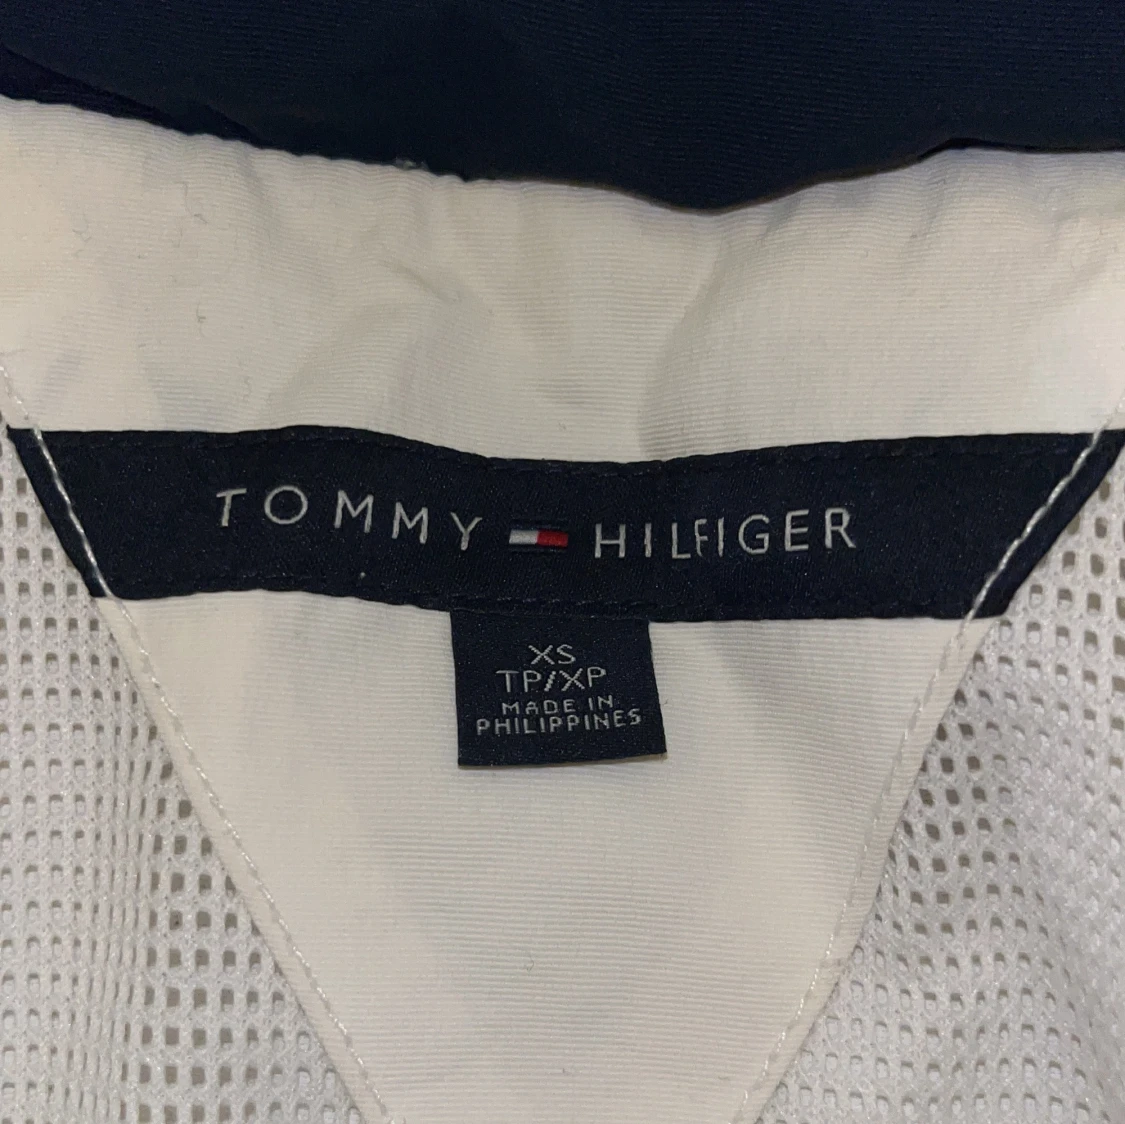 TOMMY HILFIGER
XS
TP/XP
MADE IN
PHILIPPINES